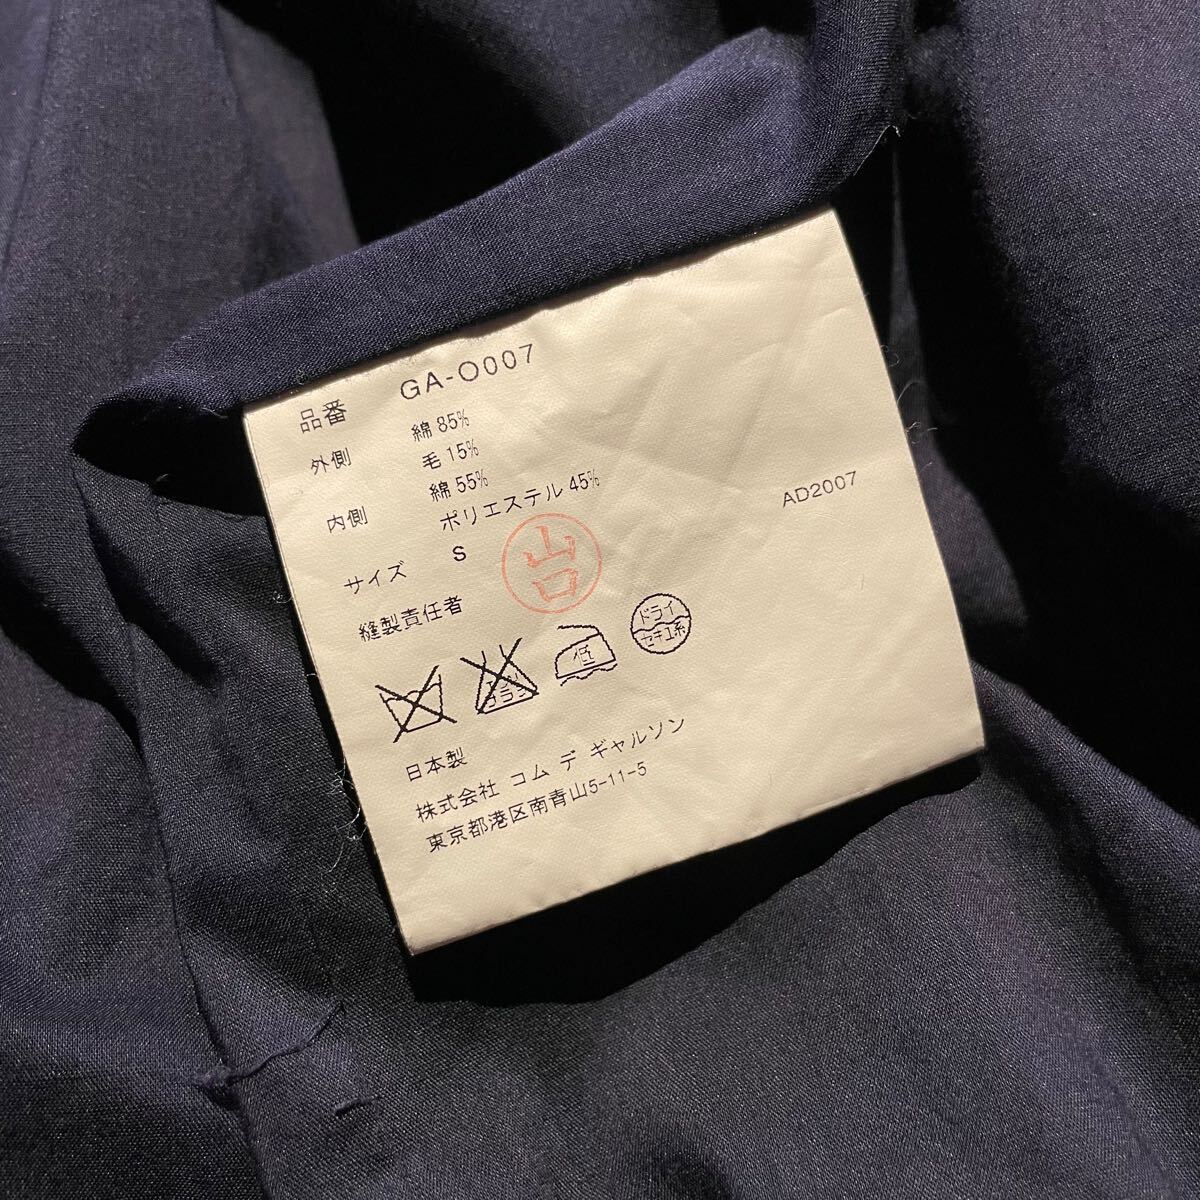 品番 GA-O007
外側 綿 85%
毛 15%
内側 綿 55%
ポリエステル 45%
AD2007
サイズ S
縫製責任者
山口
低
ドライ
セキユ系
日本製
株式会社 コム デ ギャルソン
東京都港区南青山5-11-5